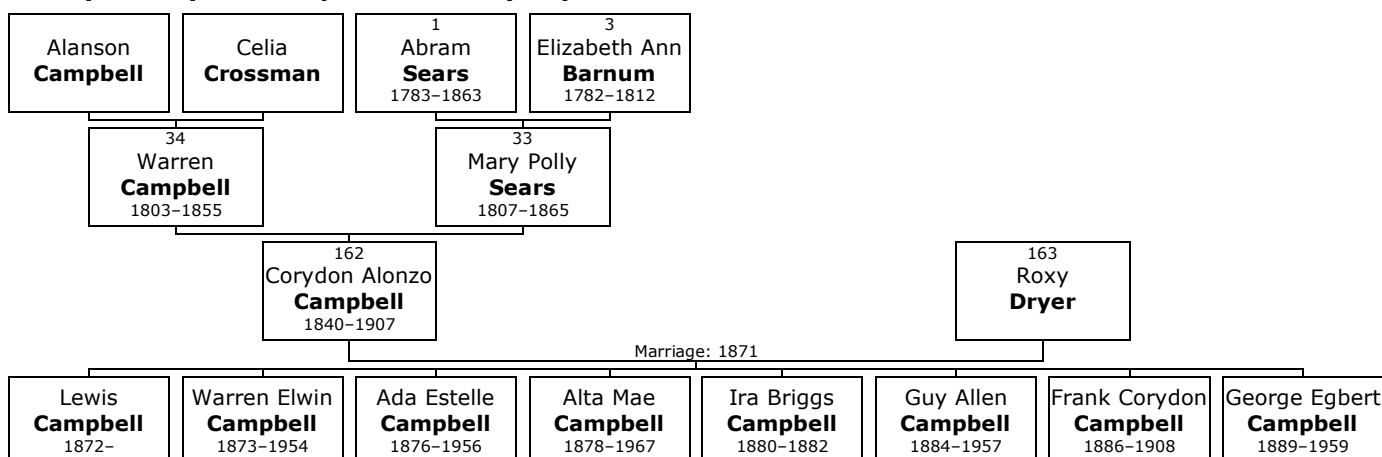 Alanson
Campbell
Celia
Crossman
1
Abram
Sears
1783–1863
3
Elizabeth Ann
Barnum
1782–1812
34
Warren
Campbell
1803–1855
33
Mary Polly
Sears
1807–1865
162
Corydon Alonzo
Campbell
1840–1907
163
Roxy
Dryer
Marriage: 1871
Lewis
Campbell
1872–
Warren Elwin
Campbell
1873–1954
Ada Estelle
Campbell
1876–1956
Alta Mae
Campbell
1878–1967
Ira Briggs
Campbell
1880–1882
Guy Allen
Campbell
1884–1957
Frank Corydon
Campbell
1886–1908
George Egbert
Campbell
1889–1959